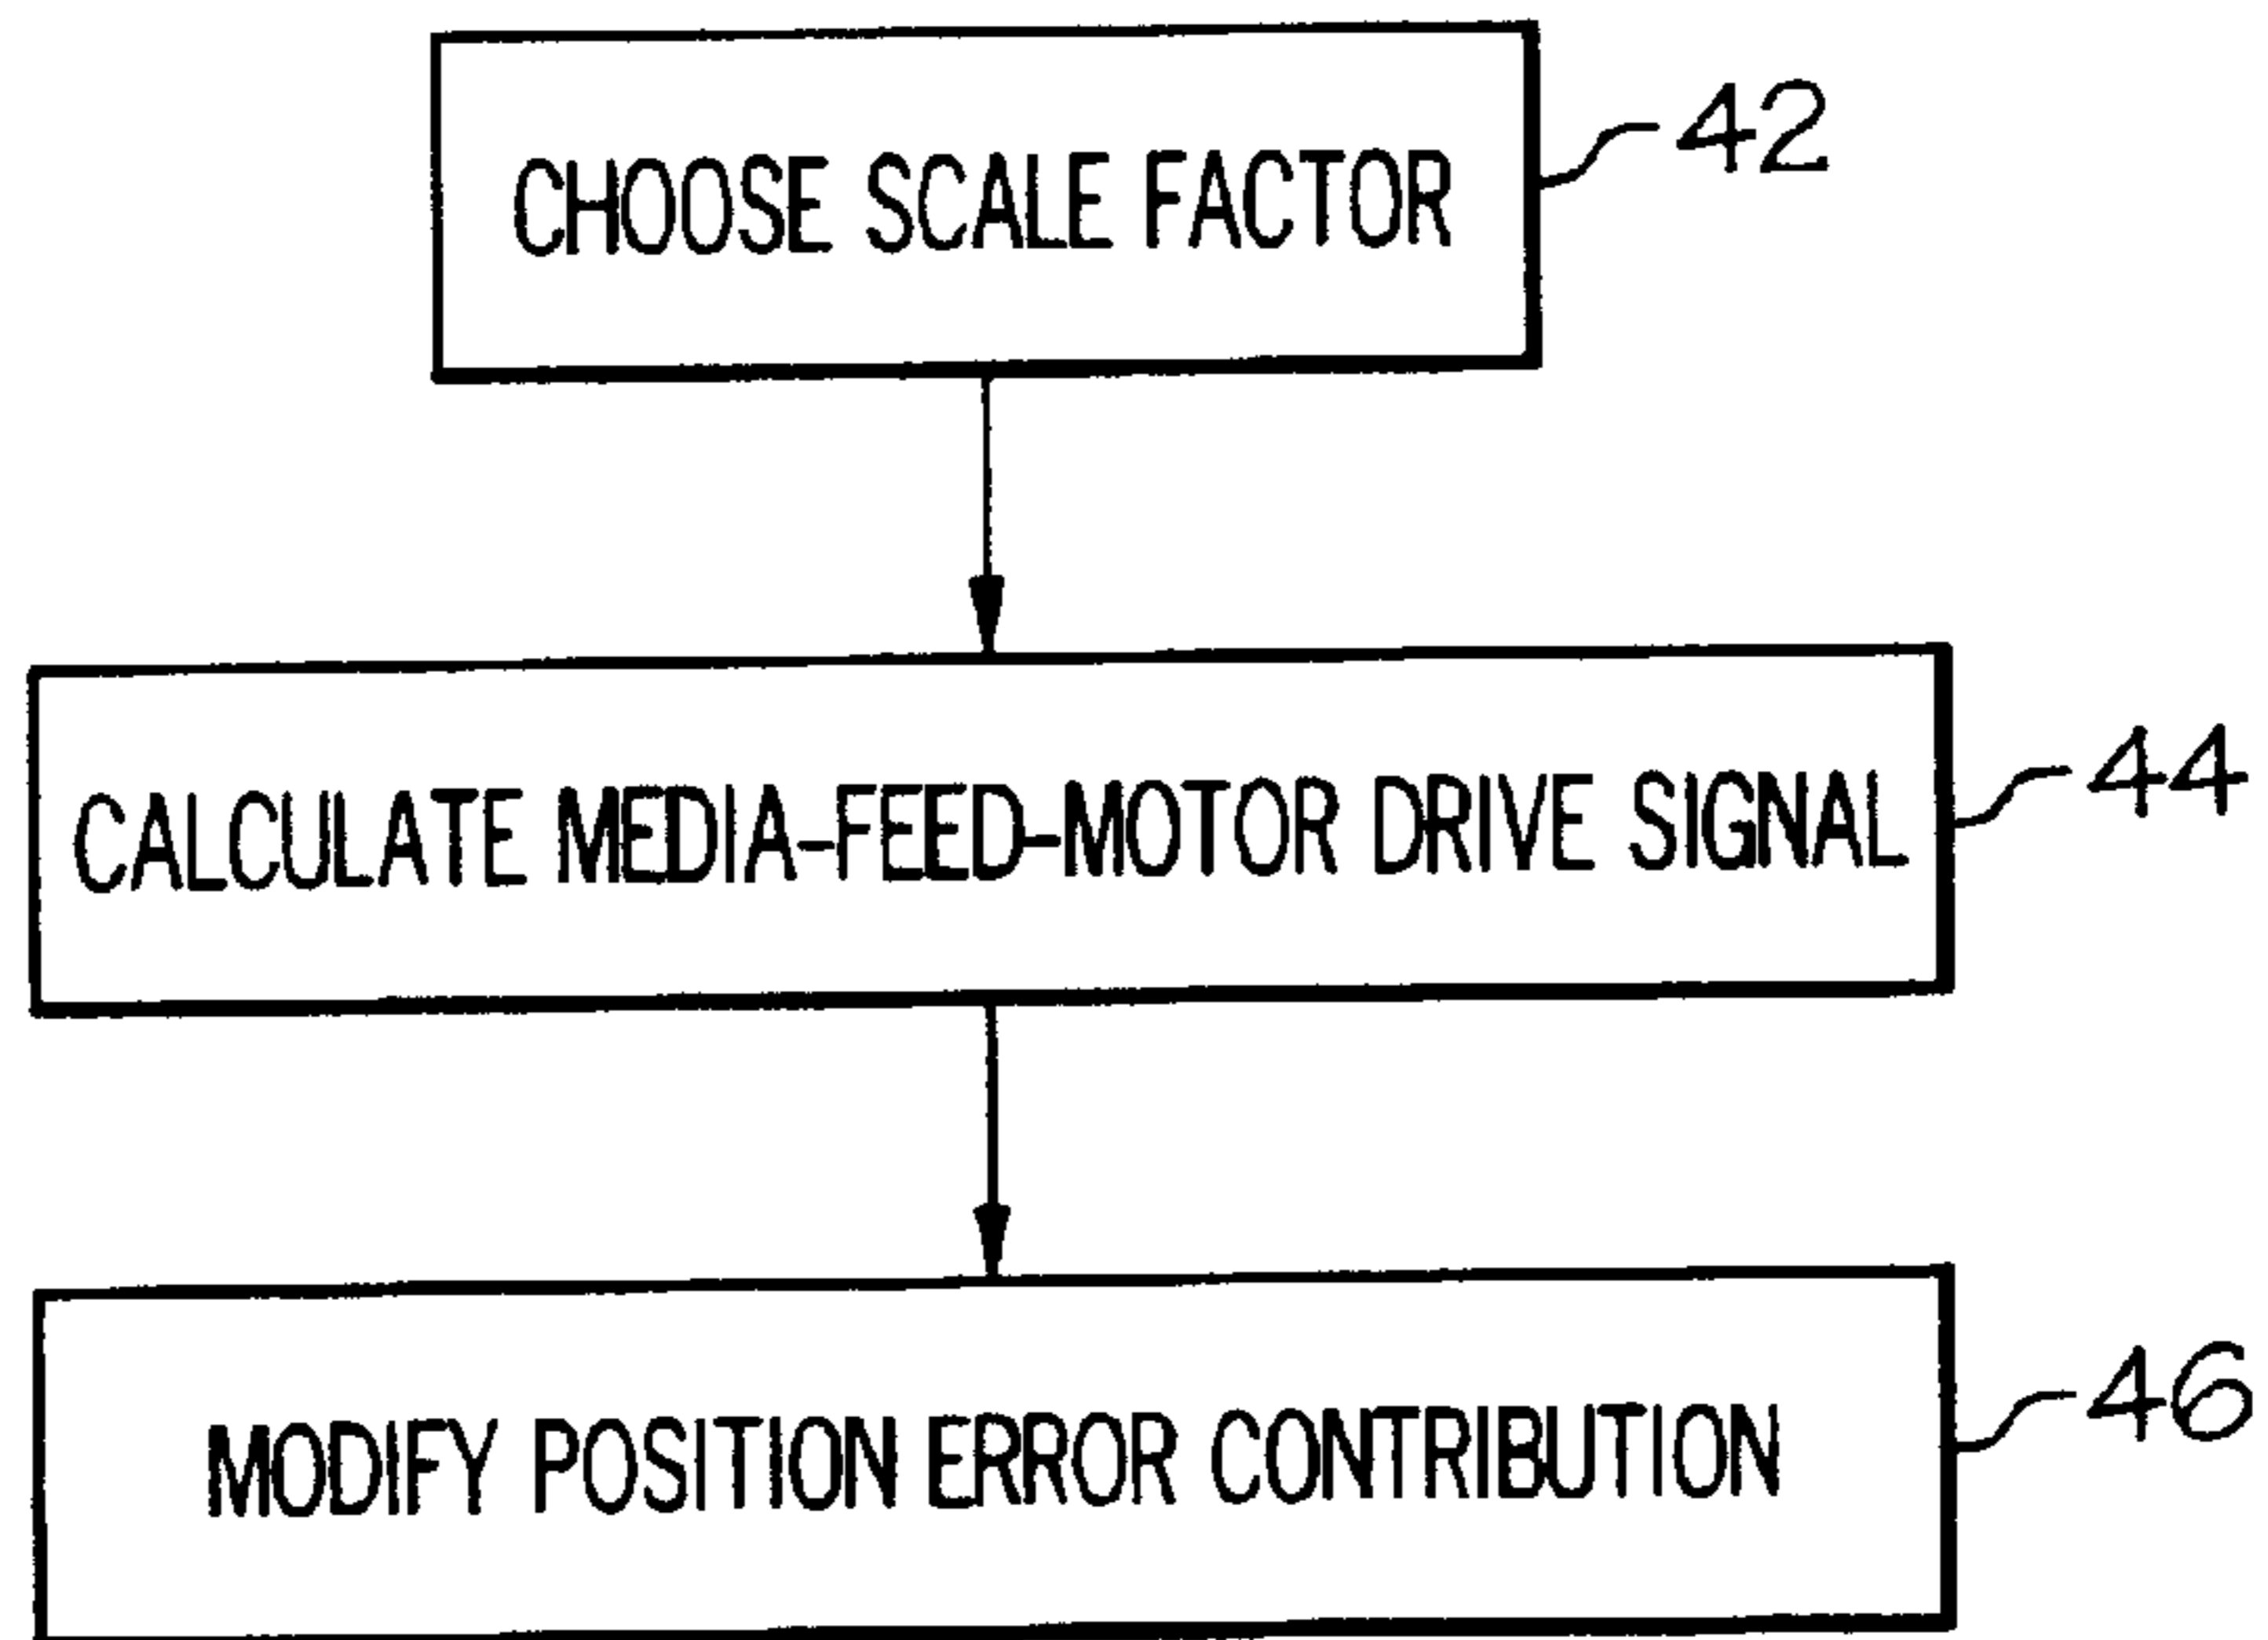 CHOOSE SCALE FACTOR
42
CALCULATE MEDIA-FEED-MOTOR DRIVE SIGNAL
44
MODIFY POSITION ERROR CONTRIBUTION
46